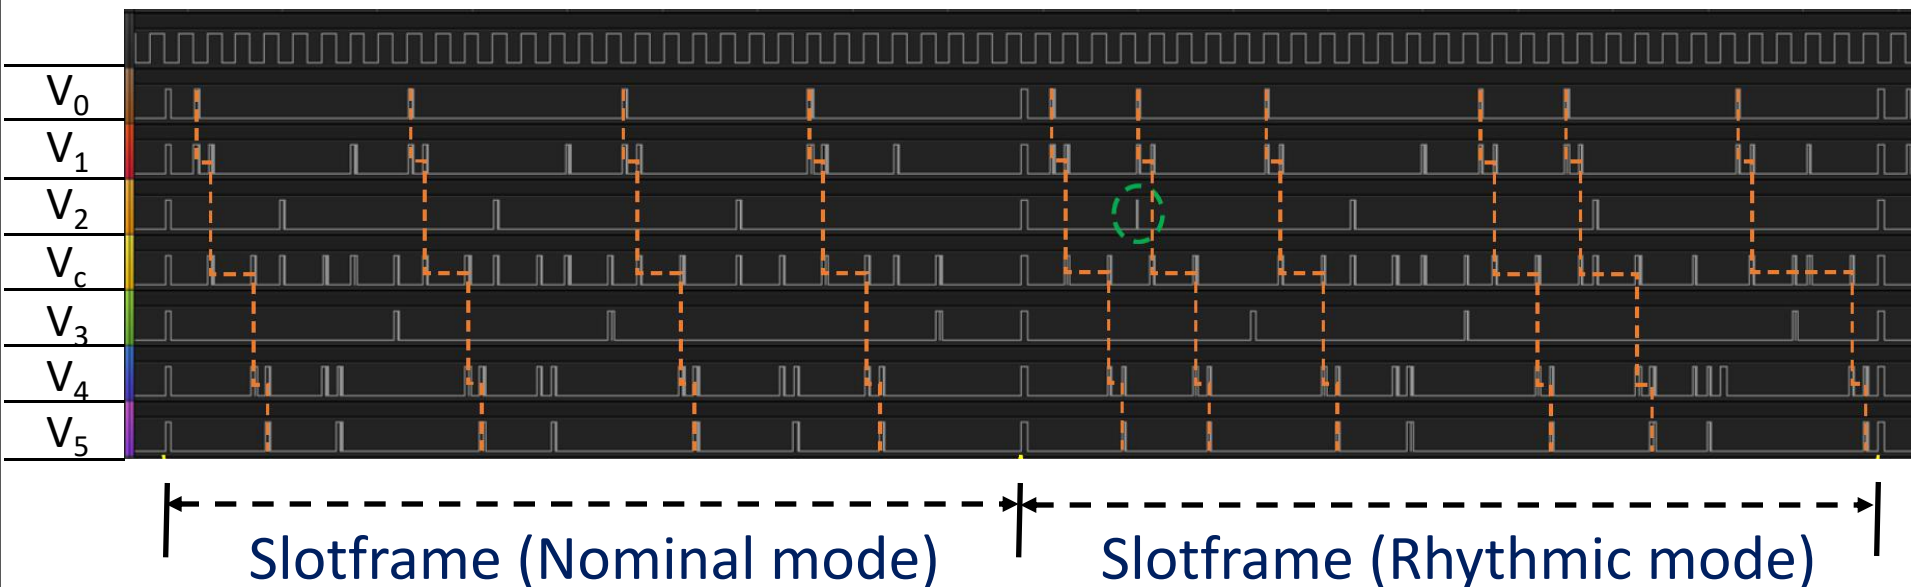 V0
V1
V2
Vc
V3
V4
V5
Slotframe (Nominal mode) Slotframe (Rhythmic mode)